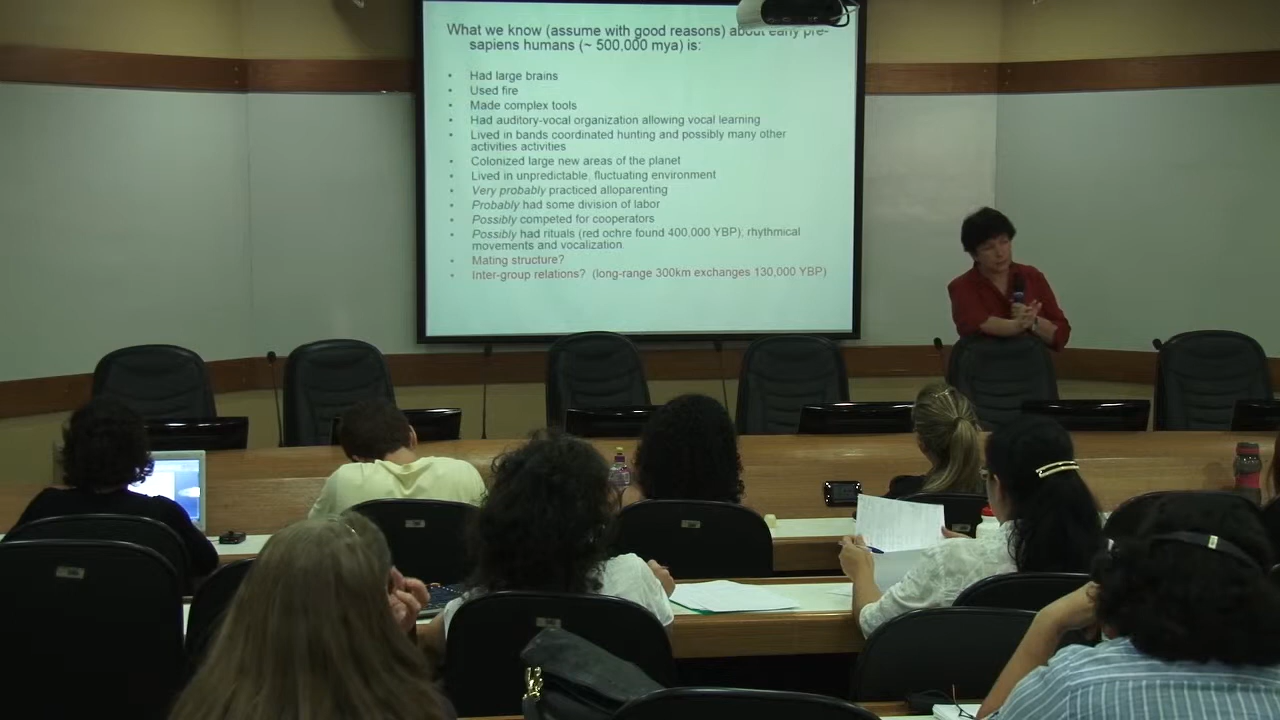 What we know (assume with good reasons) about early pre-
sapiens humans (~ 500,000 mya) is:
• Had large brains
• Used fire
• Made complex tools
• Had auditory-vocal organization allowing vocal learning
• Lived in bands coordinated hunting and possibly many other
activities activities
• Colonized large new areas of the planet
• Lived in unpredictable, fluctuating environment
• Very probably practiced alloparenting
• Probably had some division of labor
• Possibly competed for cooperators
• Possibly had rituals (red ochre found 400,000 YBP); rhythmical
movements and vocalization
• Mating structure?
• Inter-group relations? (long-range 300km exchanges 130,000 YBP)